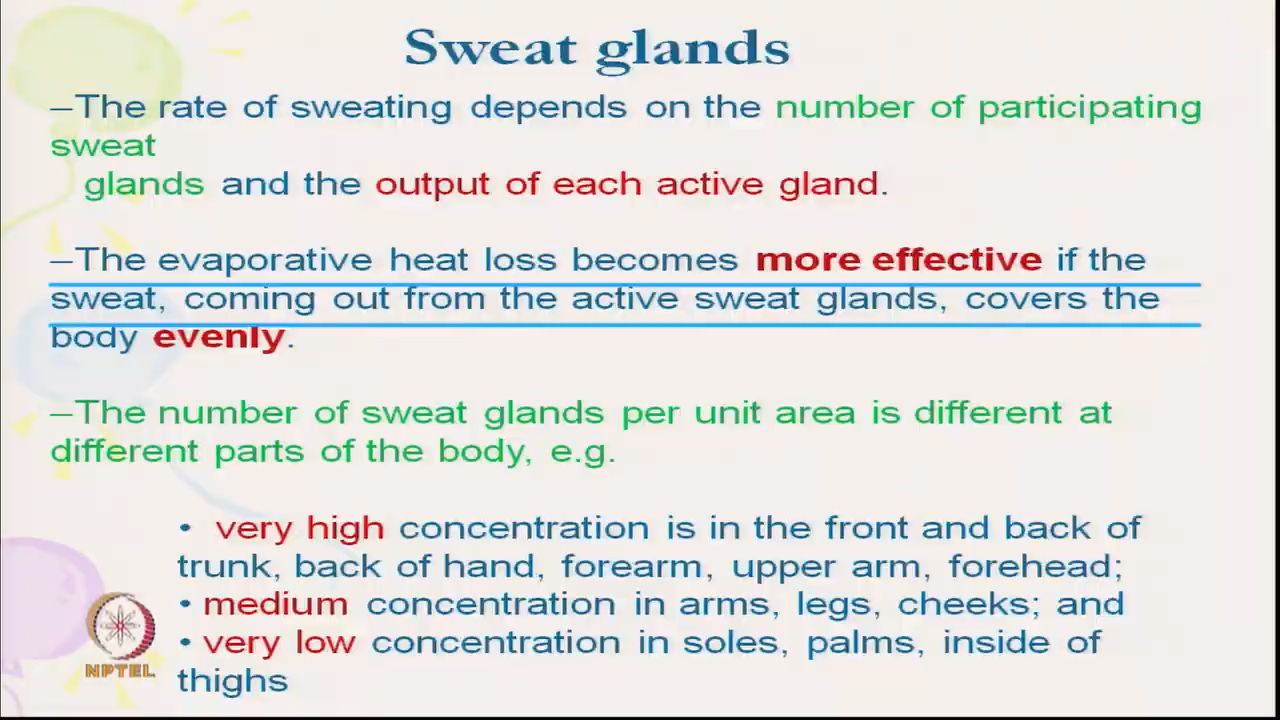 Sweat glands
–The rate of sweating depends on the number of participating
sweat
glands and the output of each active gland.
–The evaporative heat loss becomes more effective if the
sweat, coming out from the active sweat glands, covers the
body evenly.
–The number of sweat glands per unit area is different at
different parts of the body, e.g.
• very high concentration is in the front and back of
trunk, back of hand, forearm, upper arm, forehead;
• medium concentration in arms, legs, cheeks; and
• very low concentration in soles, palms, inside of
thighs
NPTEL